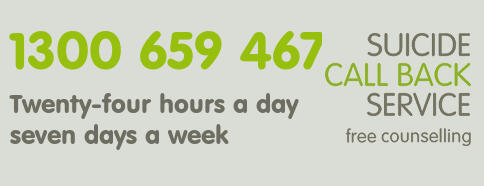 1300 659 467
Twenty-four hours a day
seven days a week
SUICIDE
CALL BACK
SERVICE
free counselling